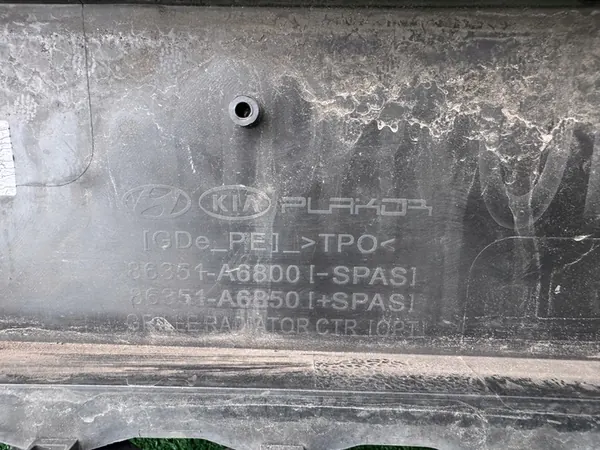 KIA PLAKOR
[GDe_PE]_>TPO<
86351-A6800 [-SPAS]
86351-A6850 [+SPAS]
GRILLE-RADIATOR CTR [OPT]